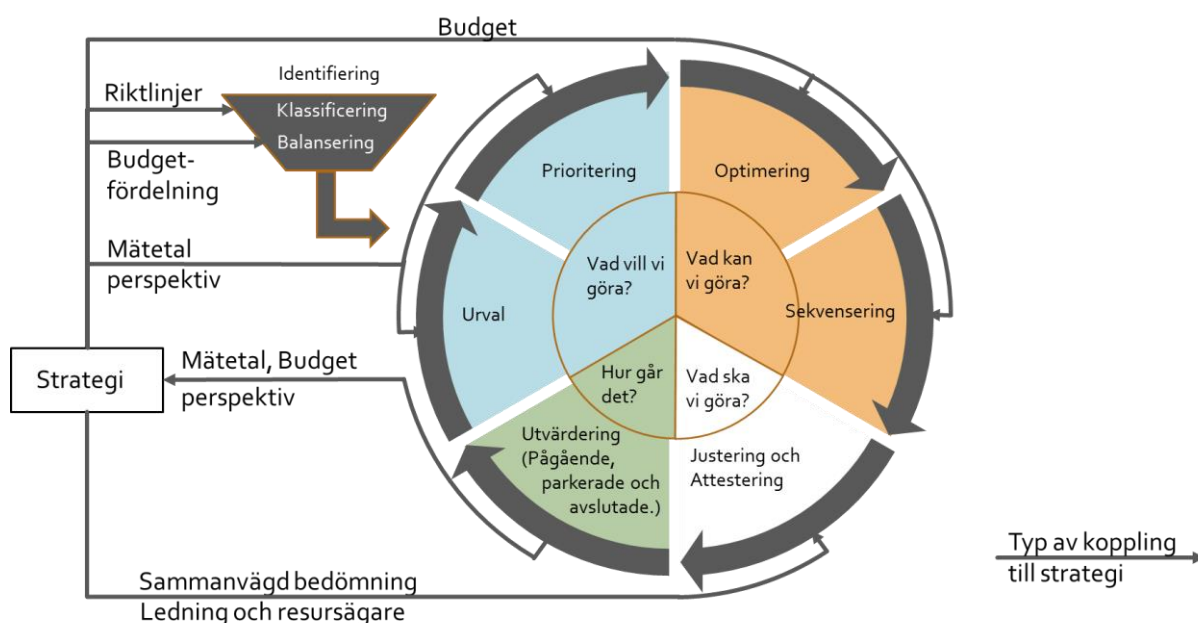 Budget
Identifiering
Riktlinjer
Klassificering
Balansering
Budget-
fördelning
Mätetal
perspektiv
Prioritering
Optimering
Vad vill vi
göra?
Vad kan
vi göra?
Urval
Sekvensering
Strategi
Mätetal, Budget
perspektiv
Hur går
det?
Vad ska
vi göra?
Utvärdering
(Pågående,
parkerade och
avslutade.)
Justering och
Attestering
Sammanvägd bedömning
Ledning och resursägare
Typ av koppling
till strategi